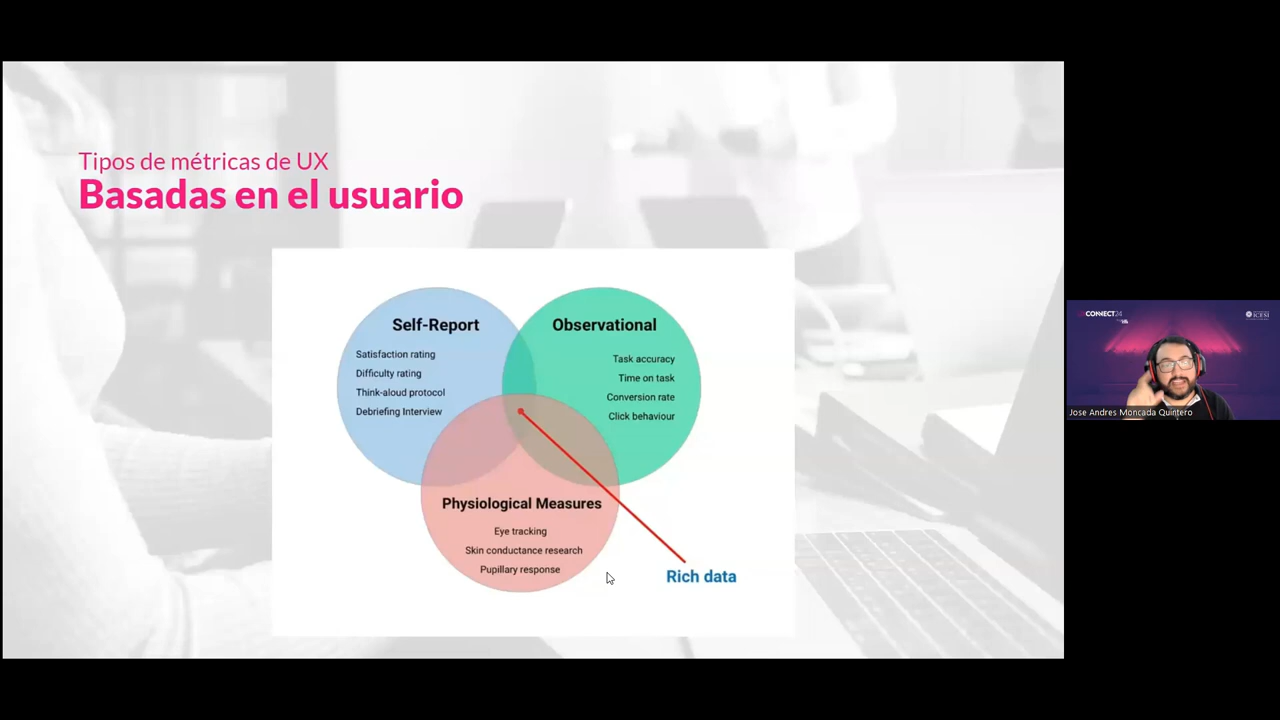 Tipos de métricas de UX
Basadas en el usuario
Self-Report
Satisfaction rating
Difficulty rating
Think-aloud protocol
Debriefing Interview
Observational
Task accuracy
Time on task
Conversion rate
Click behaviour
Physiological Measures
Eye tracking
Skin conductance research
Pupillary response
Rich data
CONNECT24
ICESI
Jose Andres Moncada Quintero